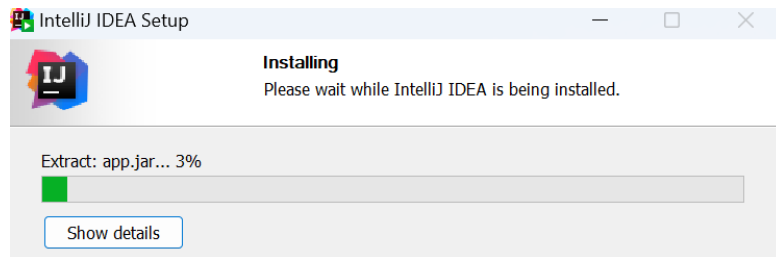 IntelliJ IDEA Setup
IJ
Installing
Please wait while IntelliJ IDEA is being installed.
Extract: app.jar... 3%
Show details